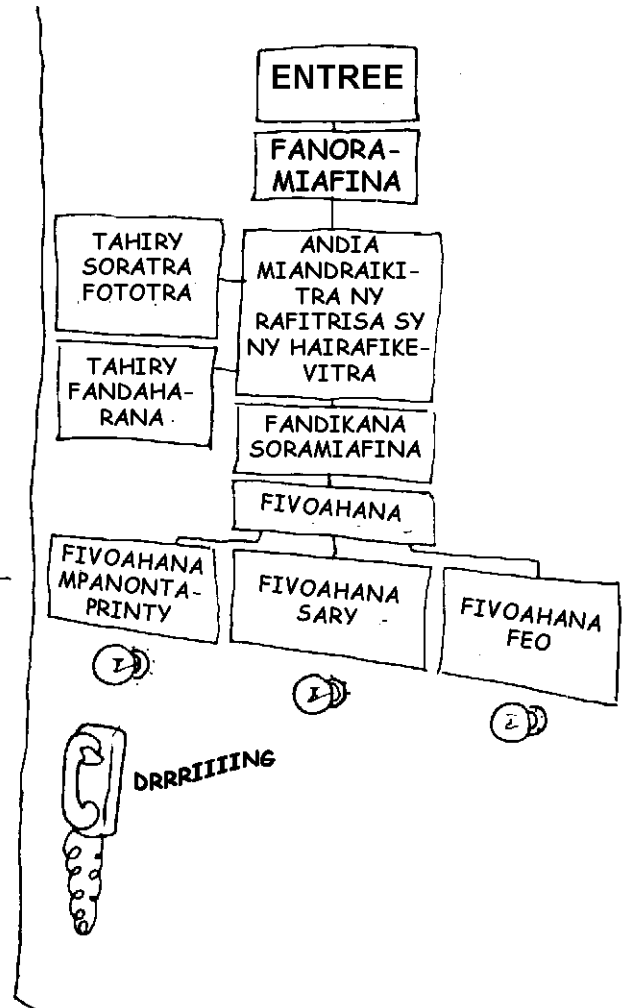 ENTREE
FANORA-
MIAFINA
TAHIRY
SORATRA
FOTOTRA
ANDIA
MIANDRAIKI-
TRA NY
RAFITRISA SY
NY HAIRAFIKE-
VITRA
TAHIRY
FANDAHA-
RANA
FANDIKANA
SORAMIAFINA
FIVOAHANA
FIVOAHANA
MPANONTA-
PRINTY
FIVOAHANA
SARY
FIVOAHANA
FEO
DRRRIIIING